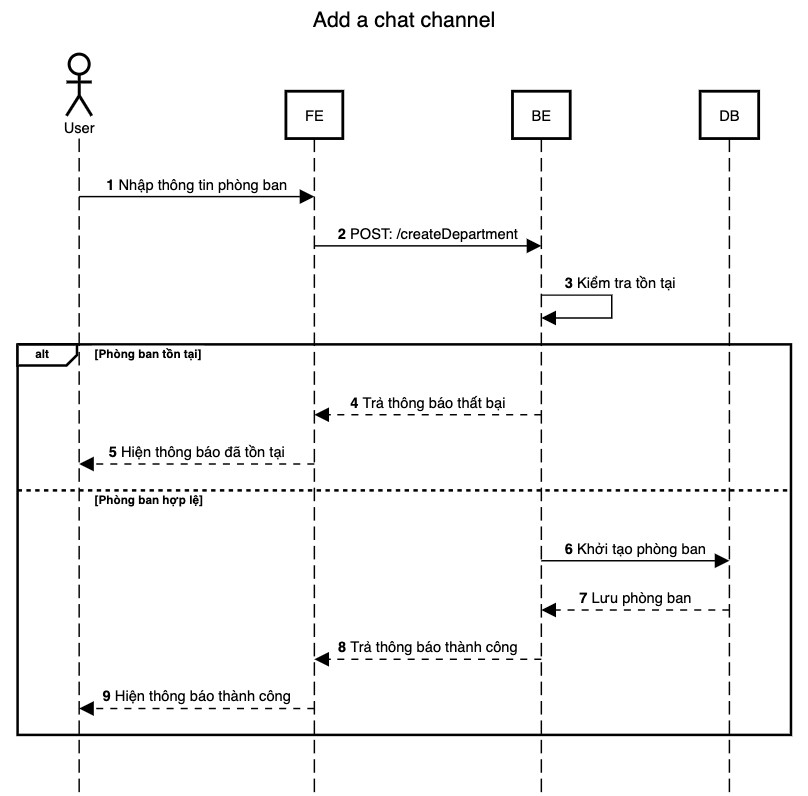 Add a chat channel
User
FE
BE
DB
1 Nhập thông tin phòng ban
2 POST: /createDepartment
3 Kiểm tra tồn tại
alt
[Phòng ban tồn tại]
4 Trả thông báo thất bại
5 Hiện thông báo đã tồn tại
[Phòng ban hợp lệ]
6 Khởi tạo phòng ban
7 Lưu phòng ban
8 Trả thông báo thành công
9 Hiện thông báo thành công